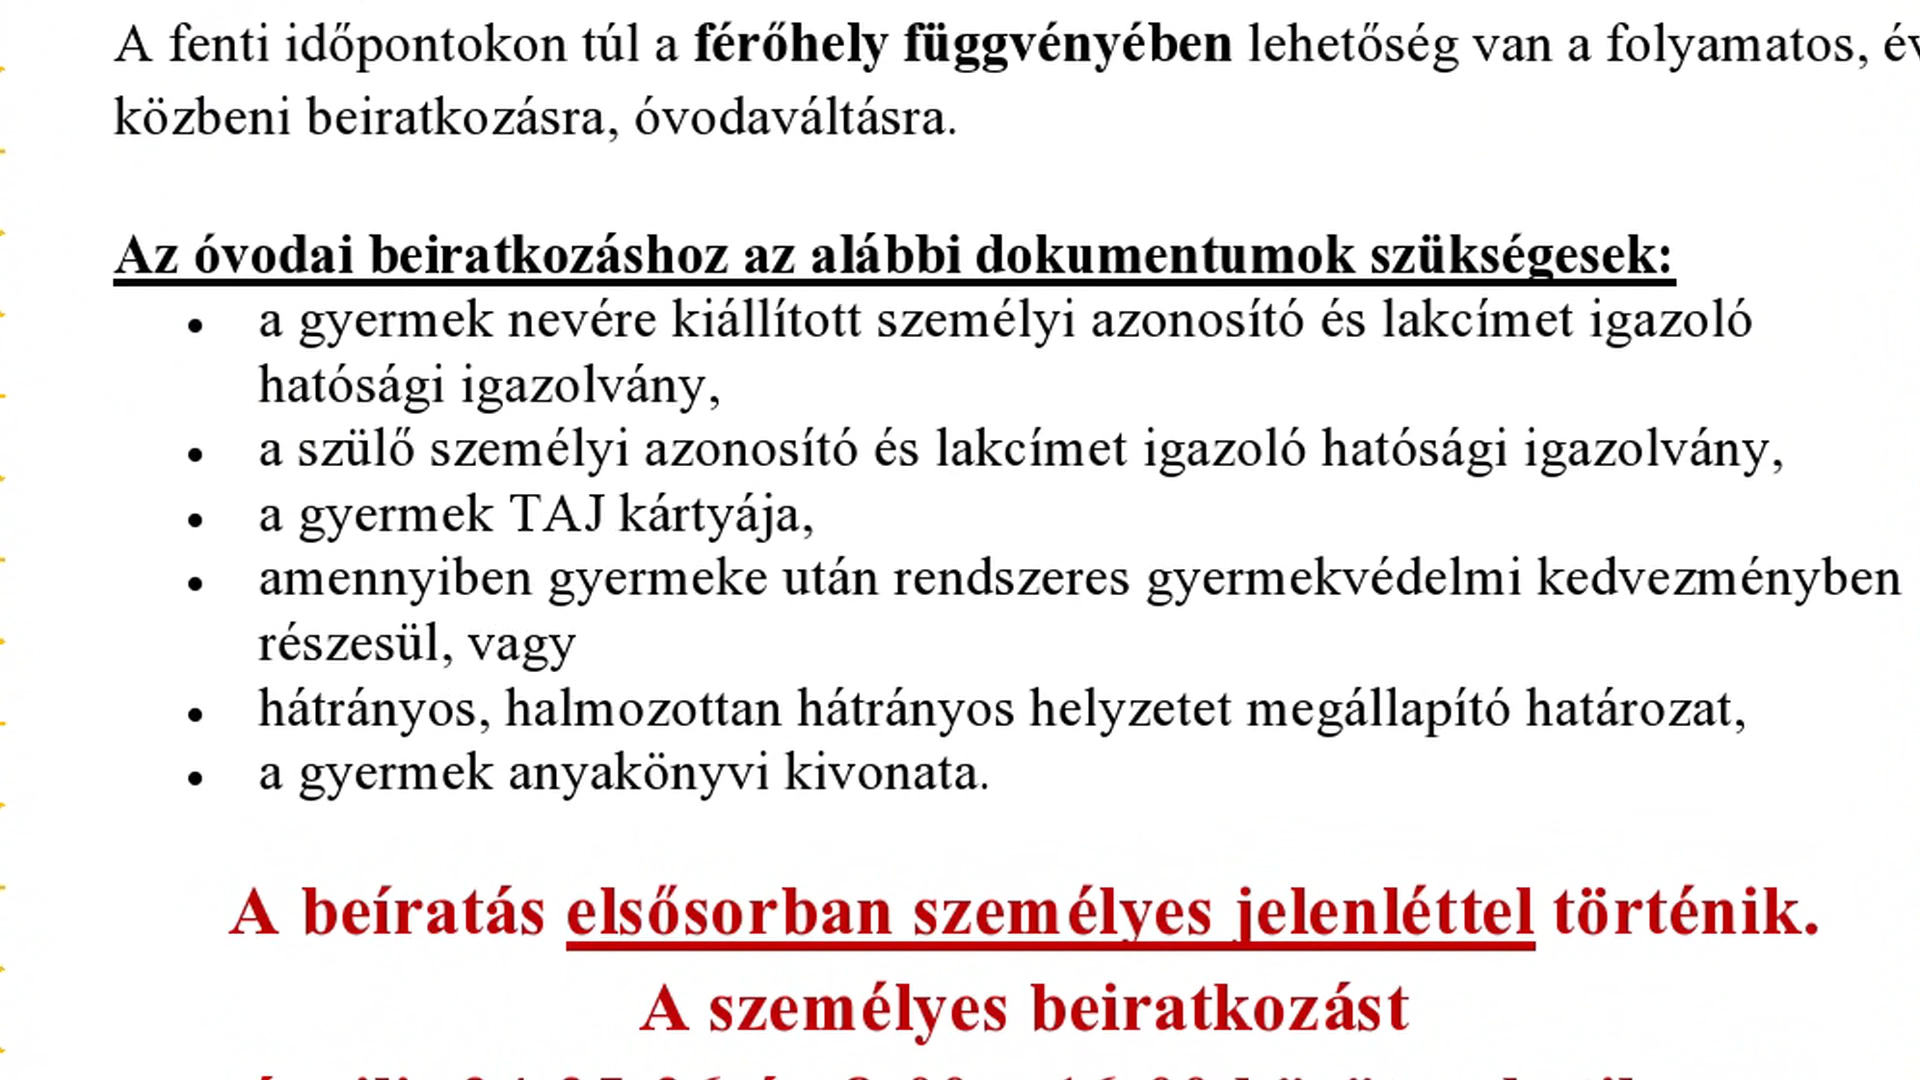 A fenti időpontokon túl a férőhely függvényében lehetőség van a folyamatos,
közbeni beiratkozásra, óvodaváltásra.
Az óvodai beiratkozáshoz az alábbi dokumentumok szükségesek:
• a gyermek nevére kiállított személyi azonosító és lakcímet igazoló
hatósági igazolvány,
• a szülő személyi azonosító és lakcímet igazoló hatósági igazolvány,
• a gyermek TAJ kártyája,
• amennyiben gyermeke után rendszeres gyermekvédelmi kedvezményben
részesül, vagy
• hátrányos, halmozottan hátrányos helyzetet megállapító határozat,
• a gyermek anyakönyvi kivonata.
A beíratás elsősorban személyes jelenléttel történik.
A személyes beiratkozást